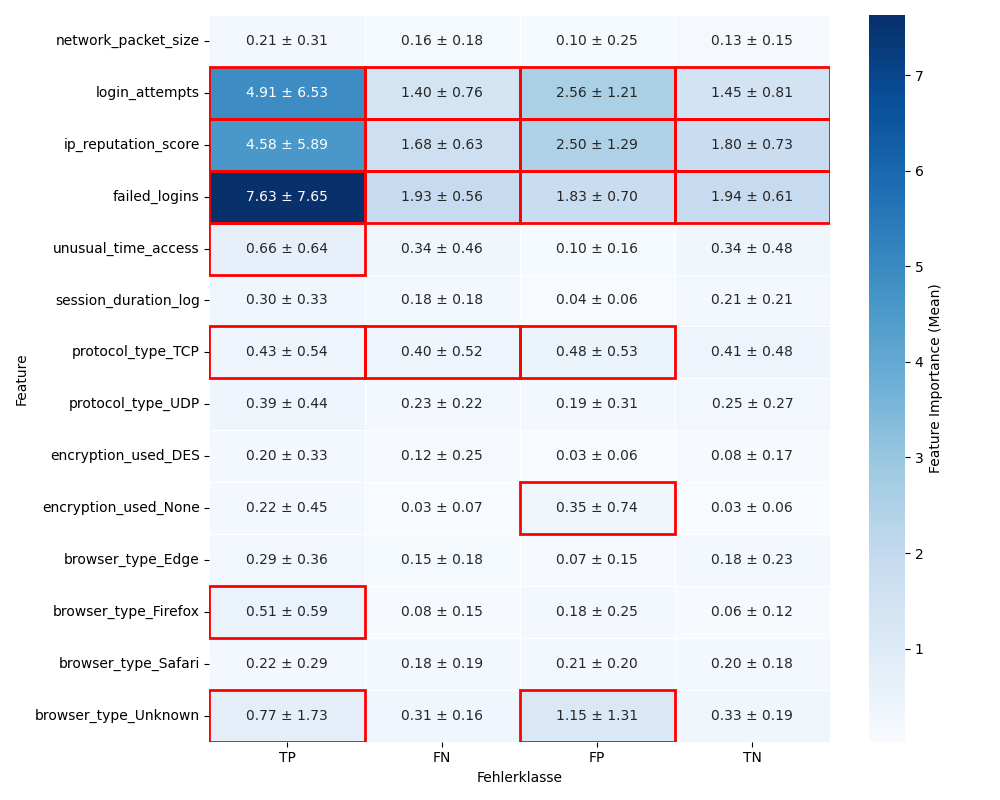 network_packet_size 0.21 ± 0.31 0.16 ± 0.18 0.10 ± 0.25 0.13 ± 0.15
login_attempts 4.91 ± 6.53 1.40 ± 0.76 2.56 ± 1.21 1.45 ± 0.81
ip_reputation_score 4.58 ± 5.89 1.68 ± 0.63 2.50 ± 1.29 1.80 ± 0.73
failed_logins 7.63 ± 7.65 1.93 ± 0.56 1.83 ± 0.70 1.94 ± 0.61
unusual_time_access 0.66 ± 0.64 0.34 ± 0.46 0.10 ± 0.16 0.34 ± 0.48
session_duration_log 0.30 ± 0.33 0.18 ± 0.18 0.04 ± 0.06 0.21 ± 0.21
protocol_type_TCP 0.43 ± 0.54 0.40 ± 0.52 0.48 ± 0.53 0.41 ± 0.48
protocol_type_UDP 0.39 ± 0.44 0.23 ± 0.22 0.19 ± 0.31 0.25 ± 0.27
encryption_used_DES 0.20 ± 0.33 0.12 ± 0.25 0.03 ± 0.06 0.08 ± 0.17
encryption_used_None 0.22 ± 0.45 0.03 ± 0.07 0.35 ± 0.74 0.03 ± 0.06
browser_type_Edge 0.29 ± 0.36 0.15 ± 0.18 0.07 ± 0.15 0.18 ± 0.23
browser_type_Firefox 0.51 ± 0.59 0.08 ± 0.15 0.18 ± 0.25 0.06 ± 0.12
browser_type_Safari 0.22 ± 0.29 0.18 ± 0.19 0.21 ± 0.20 0.20 ± 0.18
browser_type_Unknown 0.77 ± 1.73 0.31 ± 0.16 1.15 ± 1.31 0.33 ± 0.19
TP FN FP TN
Fehlerklasse
Feature
7
6
5
4
3
2
1
Feature Importance (Mean)